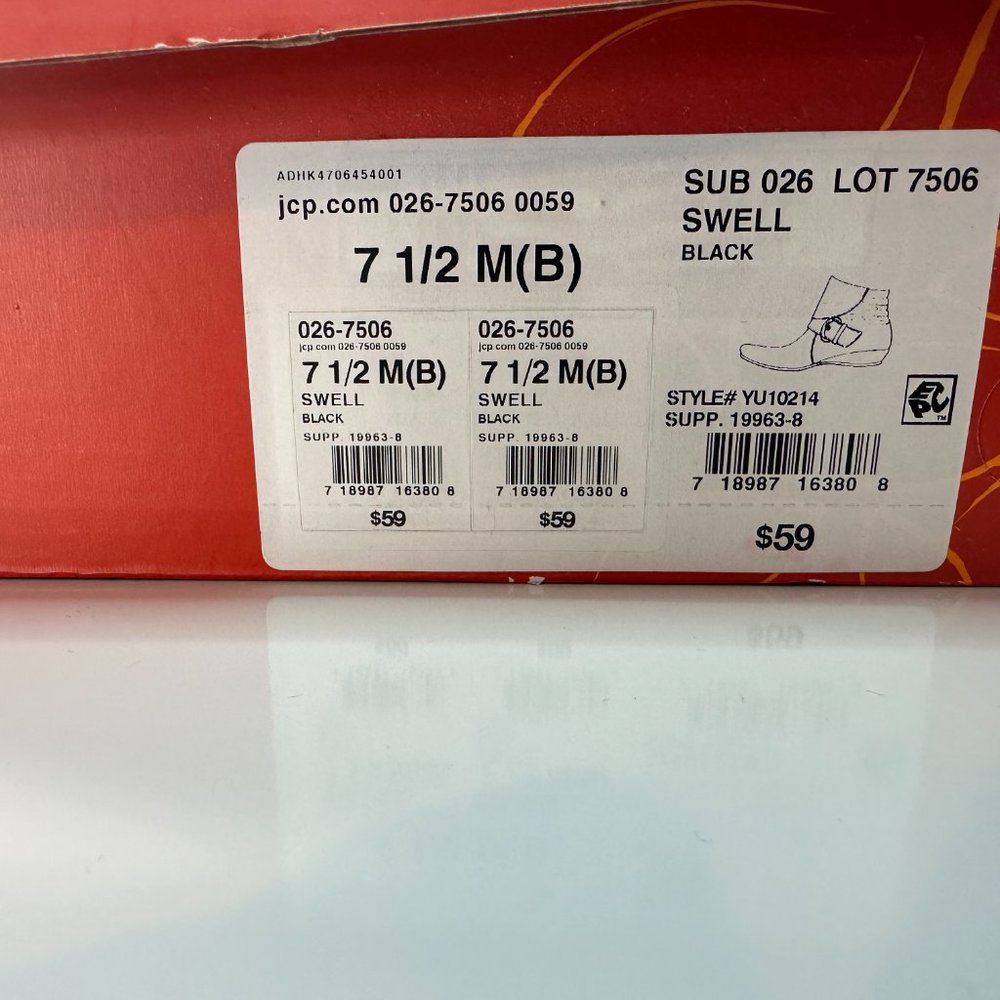 ADHK4706454001
jcp.com 026-7506 0059
7 1/2 M(B)
026-7506
jcp com 026-7506 0059
7 1/2 M(B)
SWELL
BLACK
SUPP. 19963-8
7 18987 16380 8
$59
026-7506
jcp com 026-7506 0059
7 1/2 M(B)
SWELL
BLACK
SUPP. 19963-8
7 18987 16380 8
$59
SUB 026 LOT 7506
SWELL
BLACK
STYLE# YU10214
SUPP. 19963-8
EPC
TM
7 18987 16380 8
$59